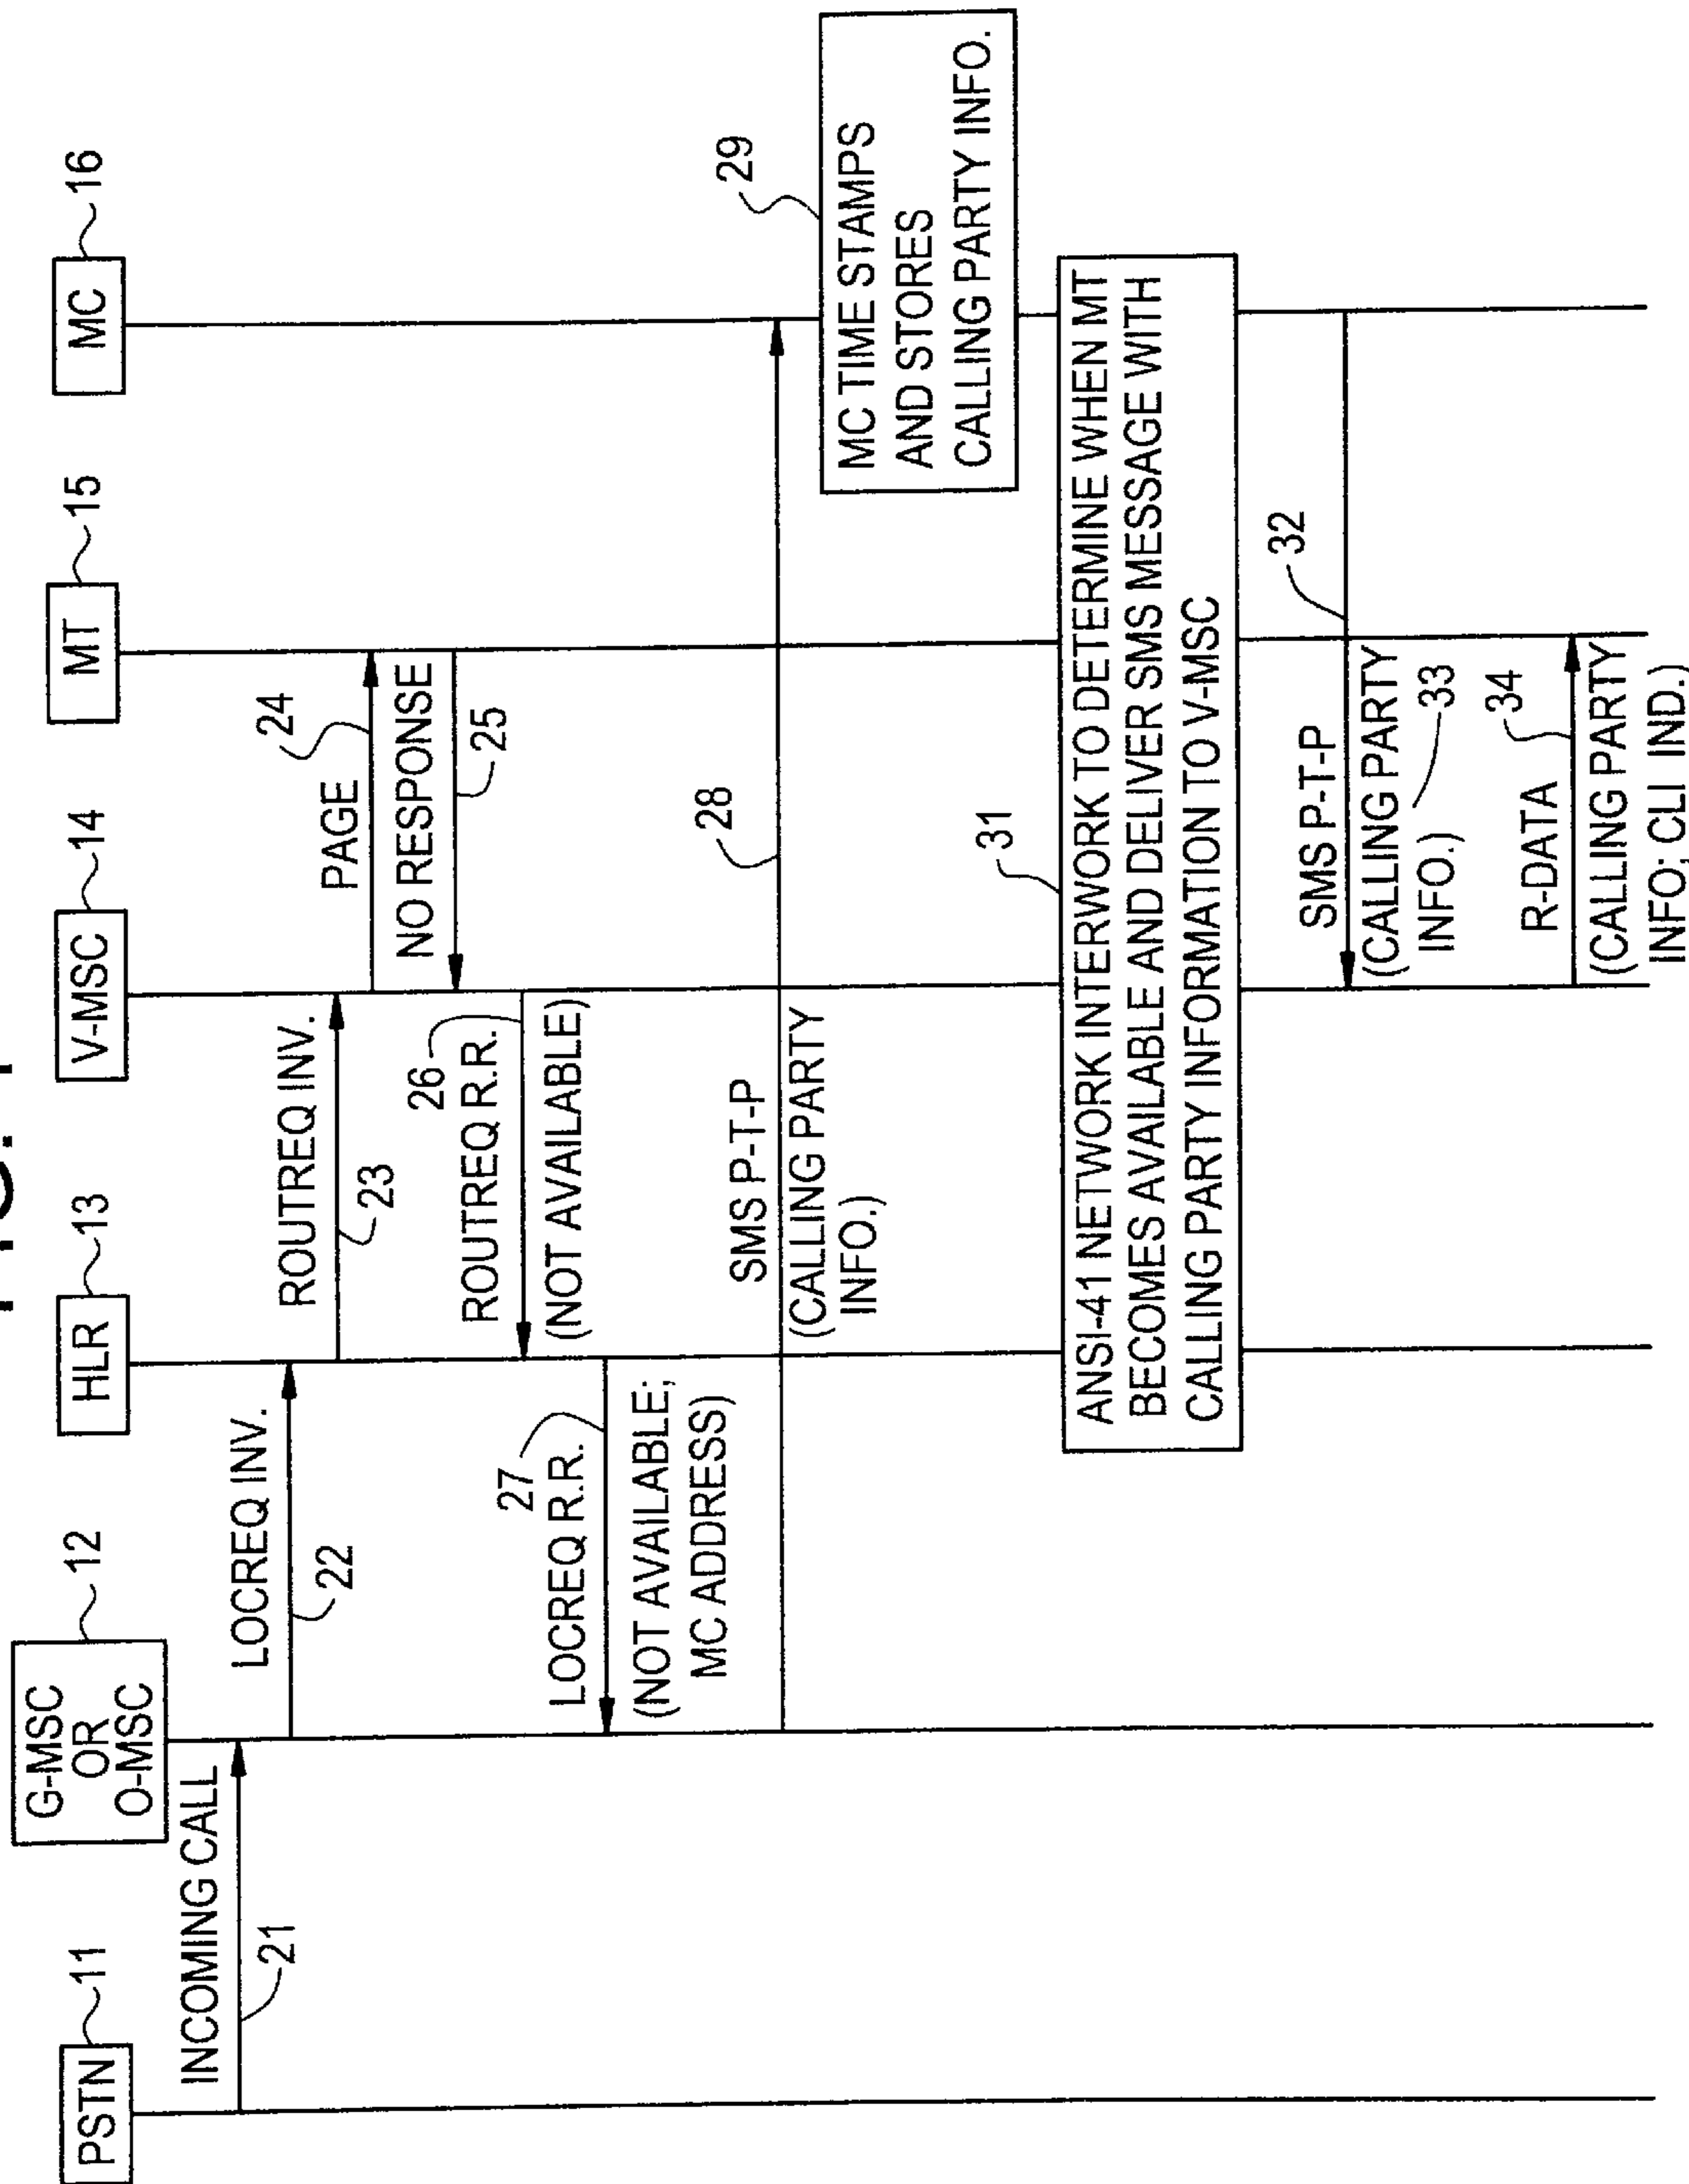 FIG. 1
PSTN
11
G-MSC
OR
O-MSC
12
HLR
13
V-MSC
14
MT
15
MC
16
INCOMING CALL
21
LOCREQ INV.
22
ROUTREQ INV.
23
PAGE
24
NO RESPONSE
25
26
ROUTREQ R.R.
(NOT AVAILABLE)
27
LOCREQ R.R.
(NOT AVAILABLE;
MC ADDRESS)
SMS P-T-P
28
(CALLING PARTY
INFO.)
29
MC TIME STAMPS
AND STORES
CALLING PARTY INFO.
31
ANSI-41 NETWORK INTERWORK TO DETERMINE WHEN MT
BECOMES AVAILABLE AND DELIVER SMS MESSAGE WITH
CALLING PARTY INFORMATION TO V-MSC
SMS P-T-P
32
(CALLING PARTY
INFO.)
33
R-DATA
34
(CALLING PARTY
INFO; CLI IND.)